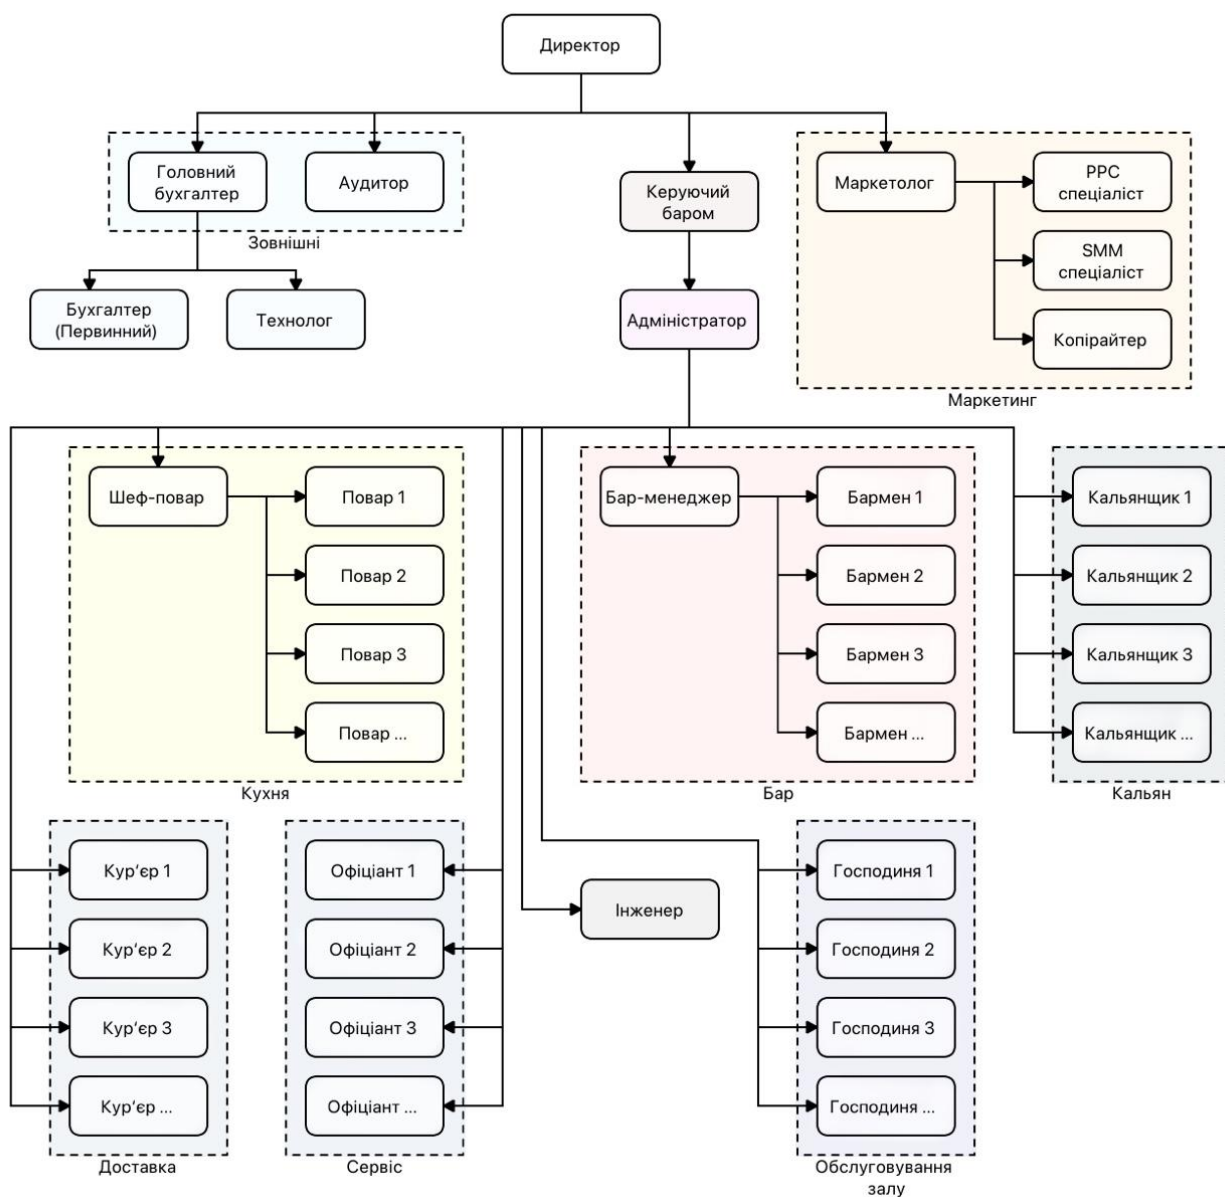 Директор
Головний
бухгалтер
Аудитор
Зовнішні
Бухгалтер
(Первинний)
Технолог
Керуючий
баром
Адміністратор
Маркетолог
PPC
спеціаліст
SMM
спеціаліст
Копірайтер
Маркетинг
Шеф-повар
Повар 1
Повар 2
Повар 3
Повар ...
Кухня
Бар-менеджер
Бармен 1
Бармен 2
Бармен 3
Бармен ...
Бар
Кальянщик 1
Кальянщик 2
Кальянщик 3
Кальянщик ...
Кальян
Кур‘єр 1
Кур‘єр 2
Кур‘єр 3
Кур‘єр ...
Доставка
Офіціант 1
Офіціант 2
Офіціант 3
Офіціант ...
Сервіс
Інженер
Господиня 1
Господиня 2
Господиня 3
Господиня ...
Обслуговування
залу